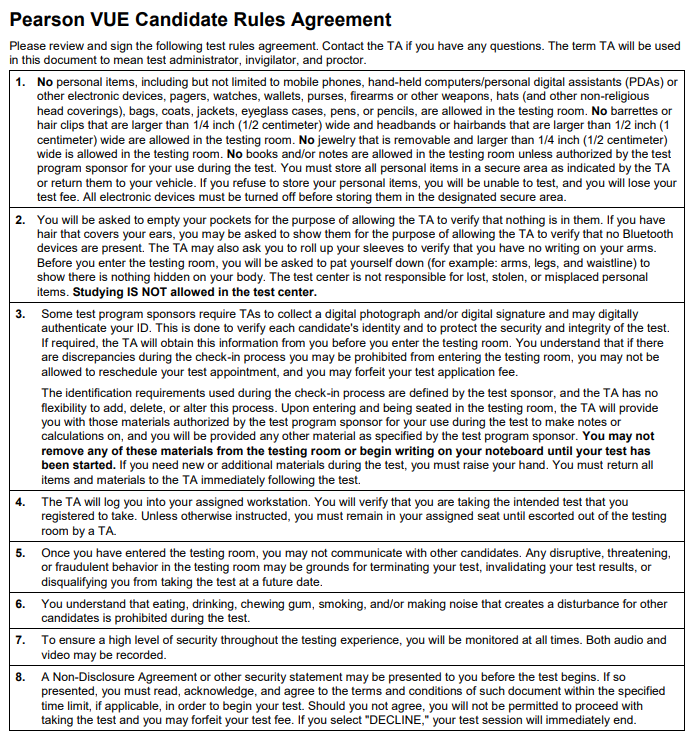 Pearson VUE Candidate Rules Agreement
Please review and sign the following test rules agreement. Contact the TA if you have any questions. The term TA will be used
in this document to mean test administrator, invigilator, and proctor.
1. No personal items, including but not limited to mobile phones, hand-held computers/personal digital assistants (PDAs) or
other electronic devices, pagers, watches, wallets, purses, firearms or other weapons, hats (and other non-religious
head coverings), bags, coats, jackets, eyeglass cases, pens, or pencils, are allowed in the testing room. No barrettes or
hair clips that are larger than 1/4 inch (1/2 centimeter) wide and headbands or hairbands that are larger than 1/2 inch (1
centimeter) wide are allowed in the testing room. No jewelry that is removable and larger than 1/4 inch (1/2 centimeter)
wide is allowed in the testing room. No books and/or notes are allowed in the testing room unless authorized by the test
program sponsor for your use during the test. You must store all personal items in a secure area as indicated by the TA
or return them to your vehicle. If you refuse to store your personal items, you will be unable to test, and you will lose your
test fee. All electronic devices must be turned off before storing them in the designated secure area.
2. You will be asked to empty your pockets for the purpose of allowing the TA to verify that nothing is in them. If you have
hair that covers your ears, you may be asked to show them for the purpose of allowing the TA to verify that no Bluetooth
devices are present. The TA may also ask you to roll up your sleeves to verify that you have no writing on your arms.
Before you enter the testing room, you will be asked to pat yourself down (for example: arms, legs, and waistline) to
show there is nothing hidden on your body. The test center is not responsible for lost, stolen, or misplaced personal
items. Studying IS NOT allowed in the test center.
3. Some test program sponsors require TAs to collect a digital photograph and/or digital signature and may digitally
authenticate your ID. This is done to verify each candidate's identity and to protect the security and integrity of the test.
If required, the TA will obtain this information from you before you enter the testing room. You understand that if there
are discrepancies during the check-in process you may be prohibited from entering the testing room, you may not be
allowed to reschedule your test appointment, and you may forfeit your test application fee.
The identification requirements used during the check-in process are defined by the test sponsor, and the TA has no
flexibility to add, delete, or alter this process. Upon entering and being seated in the testing room, the TA will provide
you with those materials authorized by the test program sponsor for your use during the test to make notes or
calculations on, and you will be provided any other material as specified by the test program sponsor. You may not
remove any of these materials from the testing room or begin writing on your noteboard until your test has
been started. If you need new or additional materials during the test, you must raise your hand. You must return all
items and materials to the TA immediately following the test.
4. The TA will log you into your assigned workstation. You will verify that you are taking the intended test that you
registered to take. Unless otherwise instructed, you must remain in your assigned seat until escorted out of the testing
room by a TA.
5. Once you have entered the testing room, you may not communicate with other candidates. Any disruptive, threatening,
or fraudulent behavior in the testing room may be grounds for terminating your test, invalidating your test results, or
disqualifying you from taking the test at a future date.
6. You understand that eating, drinking, chewing gum, smoking, and/or making noise that creates a disturbance for other
candidates is prohibited during the test.
7. To ensure a high level of security throughout the testing experience, you will be monitored at all times. Both audio and
video may be recorded.
8. A Non-Disclosure Agreement or other security statement may be presented to you before the test begins. If so
presented, you must read, acknowledge, and agree to the terms and conditions of such document within the specified
time limit, if applicable, in order to begin your test. Should you not agree, you will not be permitted to proceed with
taking the test and you may forfeit your test fee. If you select "DECLINE," your test session will immediately end.